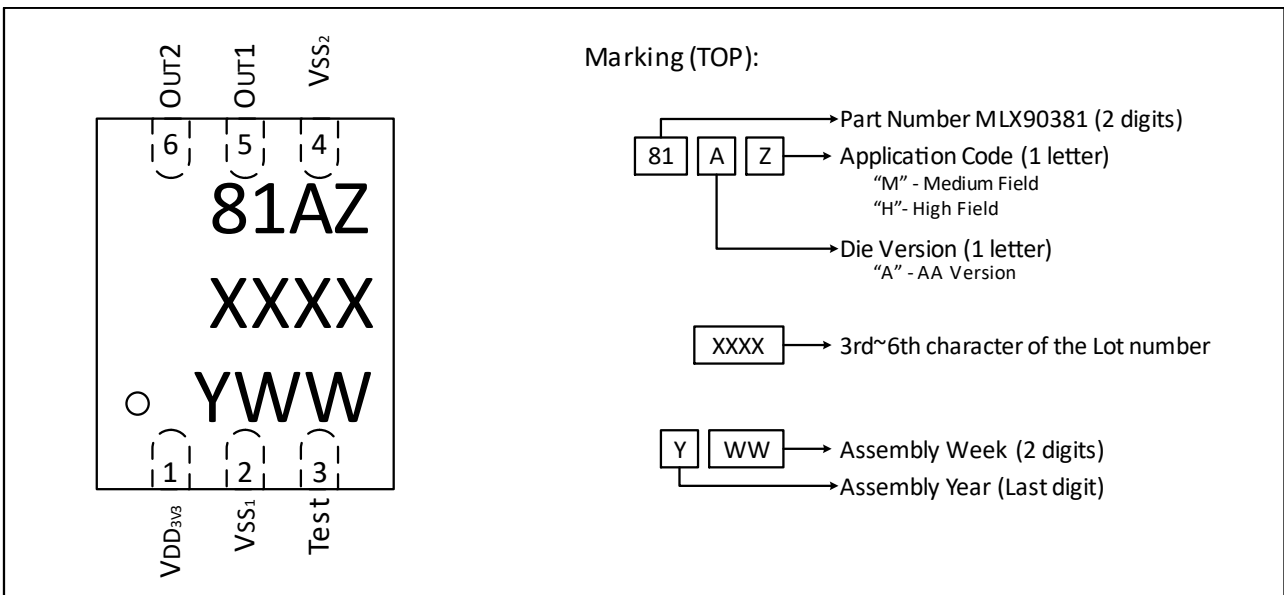 OUT2 OUT1 VSS2
6 5 4
81AZ
XXXX
YWW
1 2 3
VDD3V3 VSS1 Test
Marking (TOP):
Part Number MLX90381 (2 digits)
81 A Z Application Code (1 letter)
“M” - Medium Field
“H”- High Field
Die Version (1 letter)
“A” - AA Version
XXXX 3rd~6th character of the Lot number
Y WW Assembly Week (2 digits)
Assembly Year (Last digit)